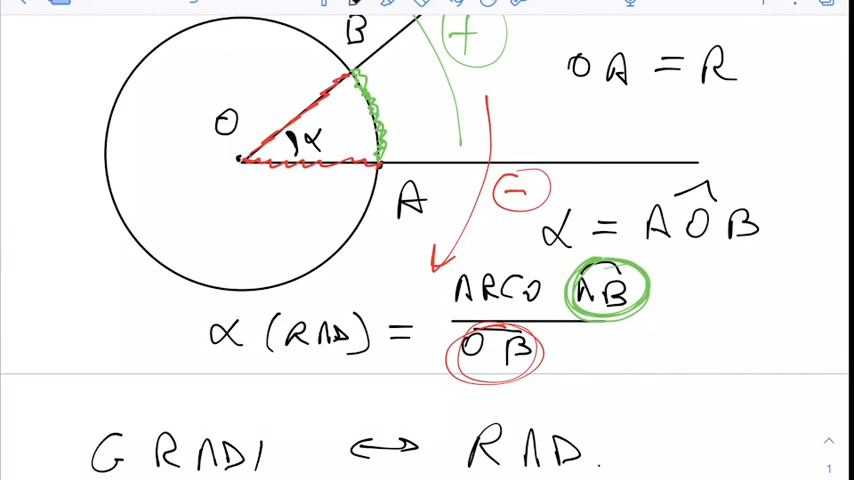 B
+
OA = R
O
α
A
-
α = AÔB
α (RAD) = ARCO AB
OB
GRADI ↔ RAD.
1